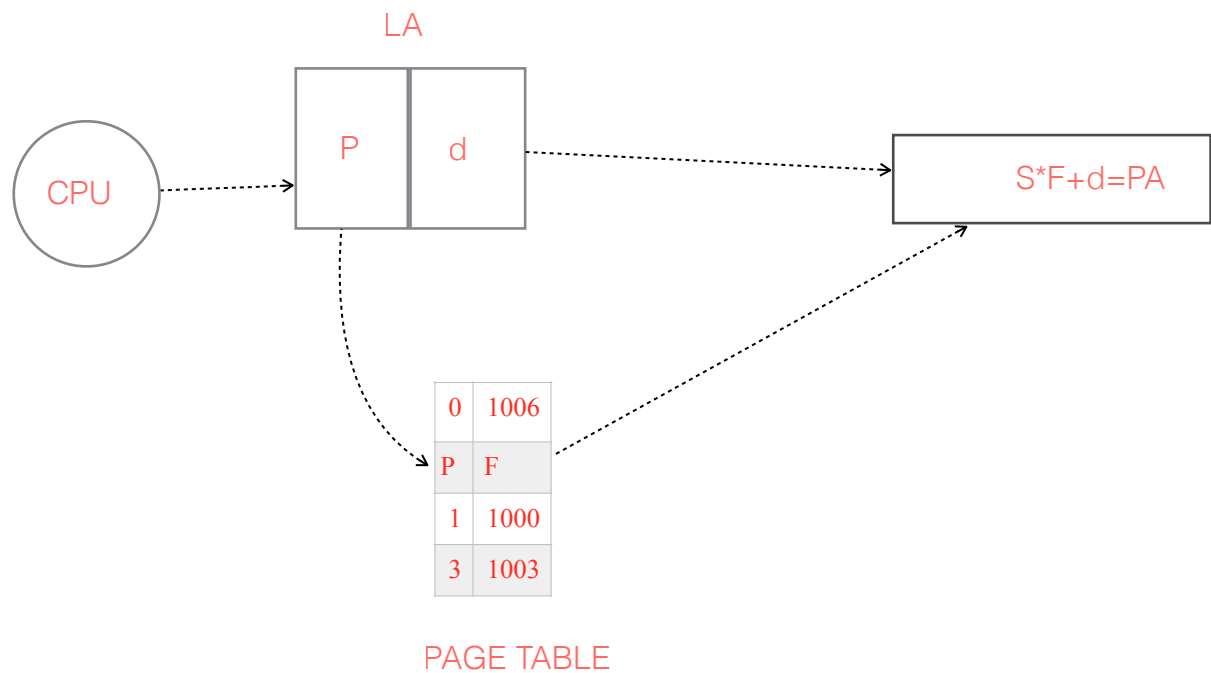 LA
P d
CPU
S*F+d=PA
0 1006
P F
1 1000
3 1003
PAGE TABLE